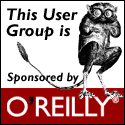 This User
Group is
Sponsored by
O'REILLY